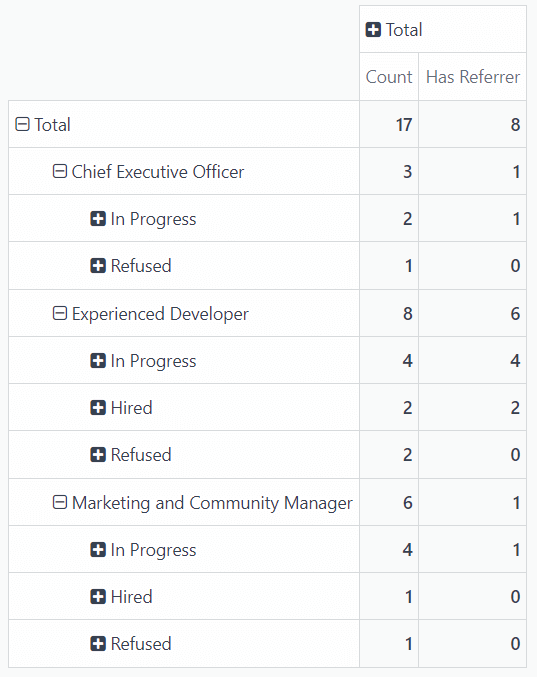 Total
Count Has Referrer
Total 17 8
Chief Executive Officer 3 1
In Progress 2 1
Refused 1 0
Experienced Developer 8 6
In Progress 4 4
Hired 2 2
Refused 2 0
Marketing and Community Manager 6 1
In Progress 4 1
Hired 1 0
Refused 1 0